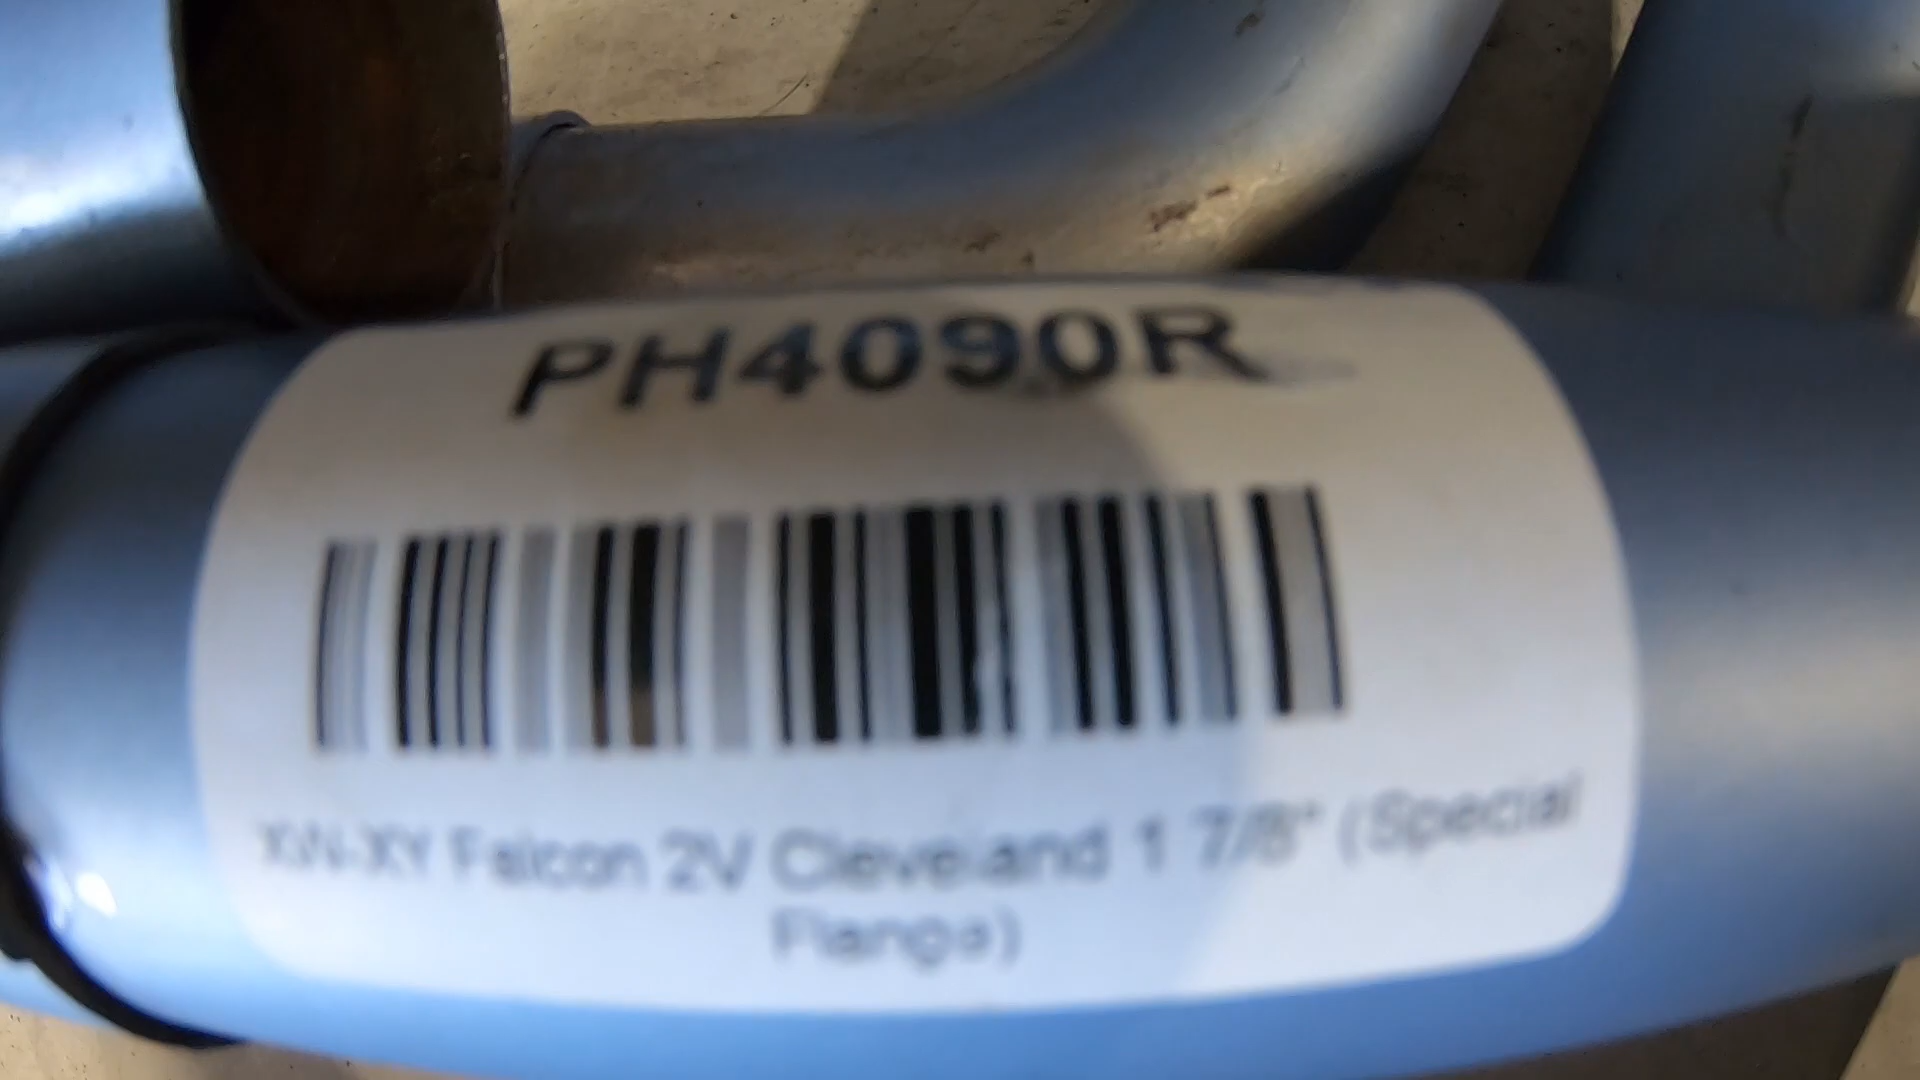 PH4090R
XW-XY Falcon 2V Cleveland 1 7/8" (Special
Flange)